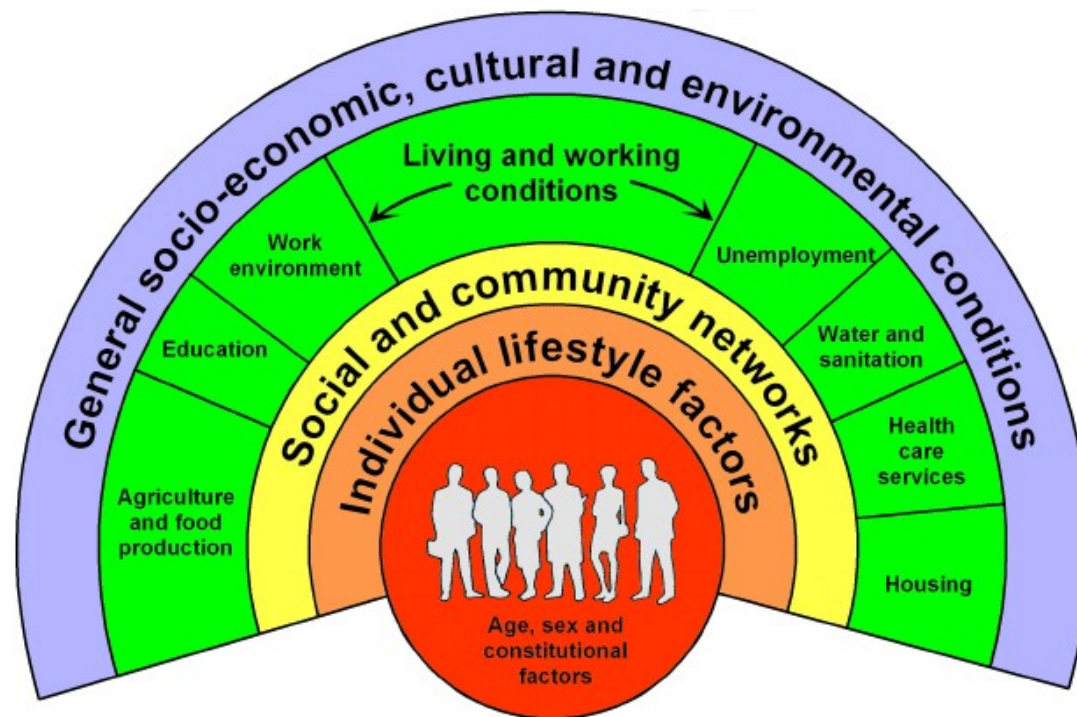 General socio-economic, cultural and environmental conditions
Living and working
conditions
Work
environment
Unemployment
Education
Water and
sanitation
Agriculture
and food
production
Health
care
services
Housing
Social and community networks
Individual lifestyle factors
Age, sex and
constitutional
factors